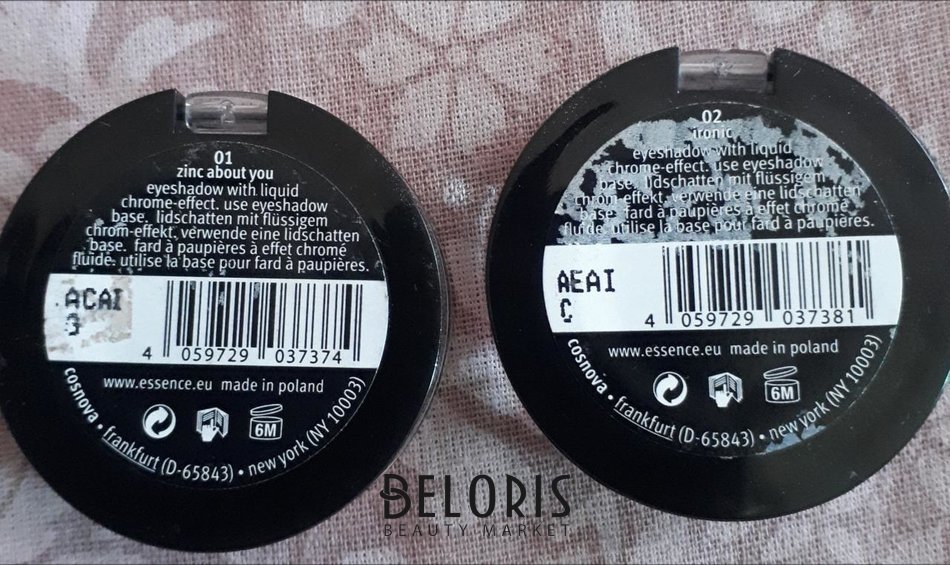 01
zinc about you
eyeshadow with liquid
chrome-effect. use eyeshadow
base. lidschatten mit flüssigem
chrom-effekt. verwende eine lidschatten
base. fard à paupières à effet chromé
fluide. utilise la base pour fard à paupières.
ACAI
G
4 059729 037374
www.essence.eu made in poland
6M
cosnova • frankfurt (D-65843) • new york (NY 10003)
02
ironic
eyeshadow with liquid
chrome-effect. use eyeshadow
base. lidschatten mit flüssigem
chrom-effekt. verwende eine lidschatten
base. fard à paupières à effet chromé
fluide. utilise la base pour fard à paupières.
AEAI
C
4 059729 037381
www.essence.eu made in poland
6M
cosnova • frankfurt (D-65843) • new york (NY 10003)
BELORIS
BEAUTY MARKET